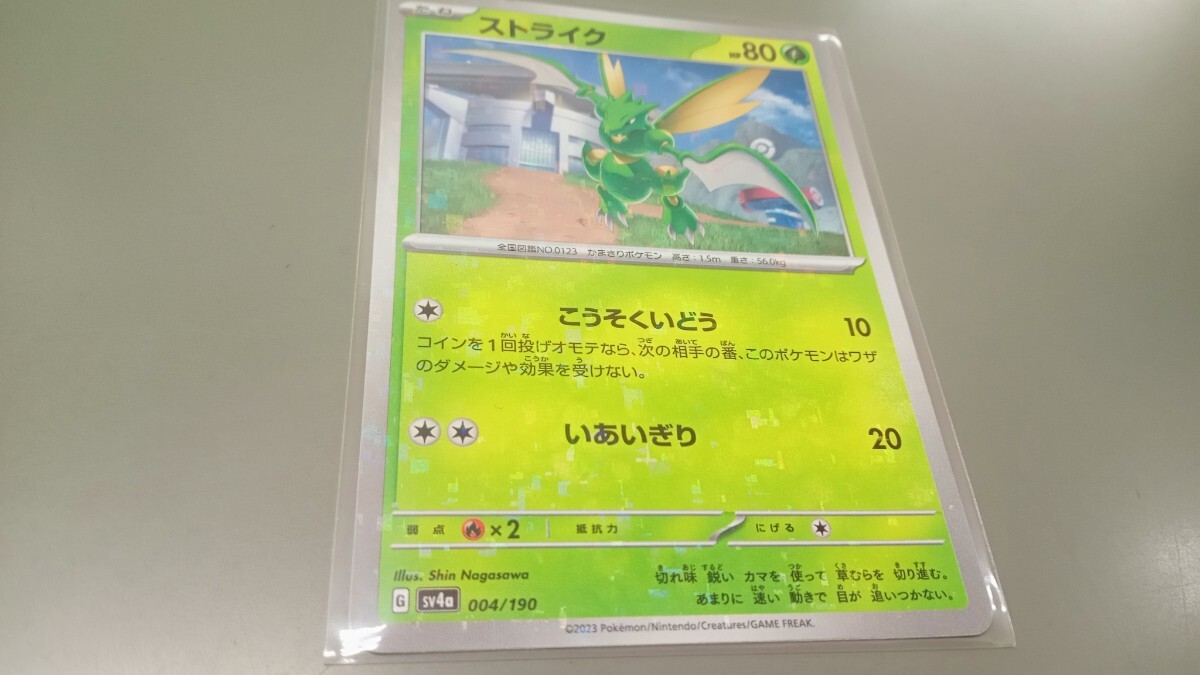 たね ストライク HP80
全国図鑑NO.0123 かまきりポケモン 高さ:1.5m 重さ:56.0kg
こうそくいどう 10
コインを1回投げオモテなら、次の相手の番、このポケモンはワザ
のダメージや効果を受けない。
いあいぎり 20
弱点 ×2 抵抗力 にげる
Illus. Shin Nagasawa
切れ味 鋭い カマを 使って 草むらを 切り進む。
あまりに 速い 動きで 目が 追いつかない。
G sv4a 004/190
©2023 Pokémon/Nintendo/Creatures/GAME FREAK.